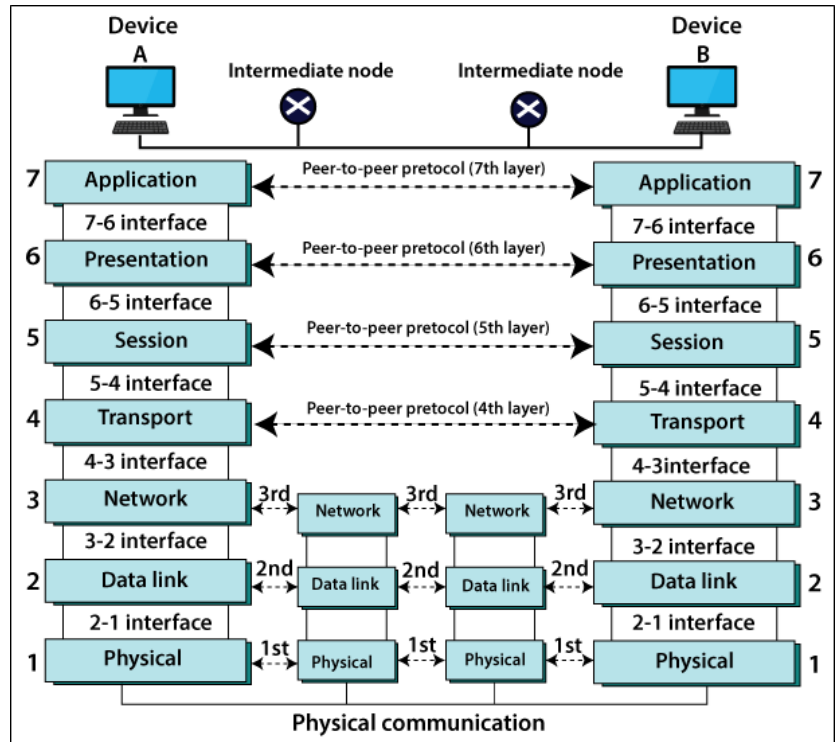 Device
A
Device
B
Intermediate node
Intermediate node
7 Application Peer-to-peer pretocol (7th layer) Application 7
7-6 interface 7-6 interface
6 Presentation Peer-to-peer pretocol (6th layer) Presentation 6
6-5 interface 6-5 interface
5 Session Peer-to-peer pretocol (5th layer) Session 5
5-4 interface 5-4 interface
4 Transport Peer-to-peer pretocol (4th layer) Transport 4
4-3 interface 4-3interface
3 Network 3rd Network 3rd Network 3rd Network 3
3-2 interface 3-2 interface
2 Data link 2nd Data link 2nd Data link 2nd Data link 2
2-1 interface 2-1 interface
1 Physical 1st Physical 1st Physical 1st Physical 1
Physical communication